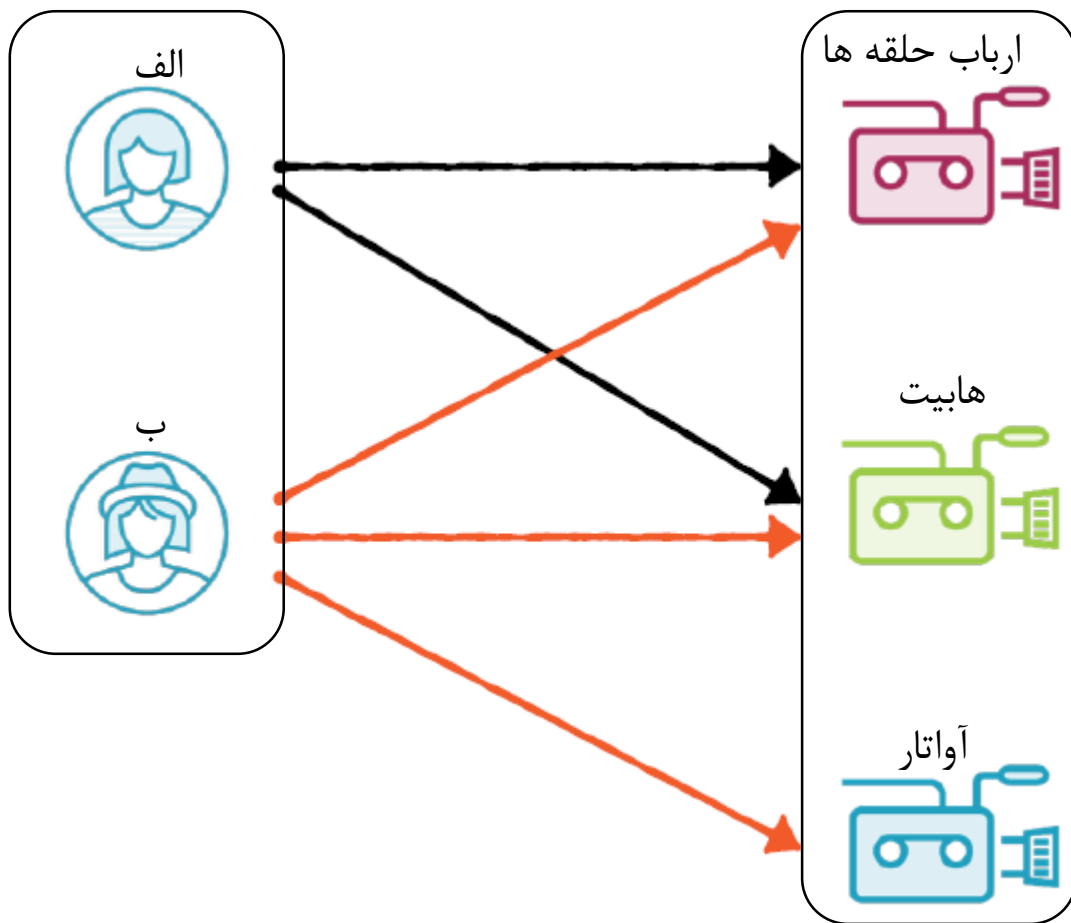 الف
ارباب حلقه ها
ب
هابیت
آواتار